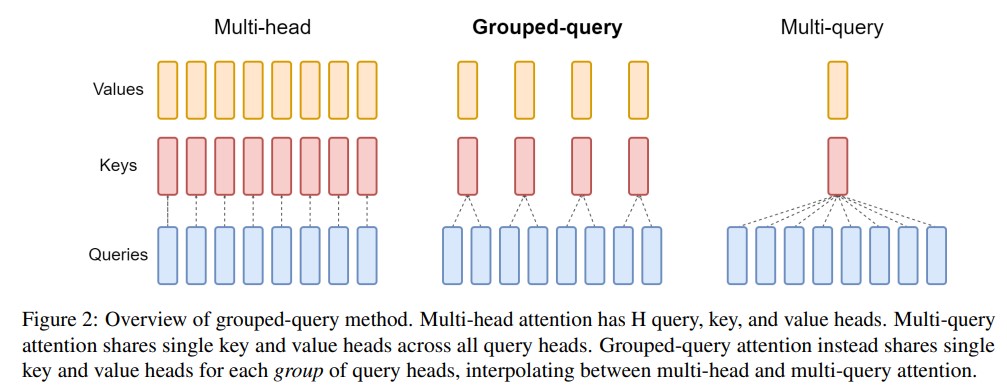 Multi-head Grouped-query Multi-query
Values
Keys
Queries
Figure 2: Overview of grouped-query method. Multi-head attention has H query, key, and value heads. Multi-query
attention shares single key and value heads across all query heads. Grouped-query attention instead shares single
key and value heads for each group of query heads, interpolating between multi-head and multi-query attention.